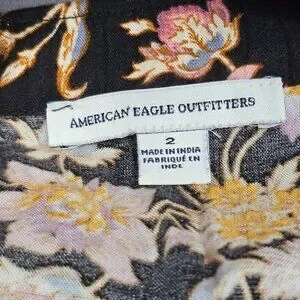 AMERICAN EAGLE OUTFITTERS
2
MADE IN INDIA
FABRIQUÉ EN
INDE